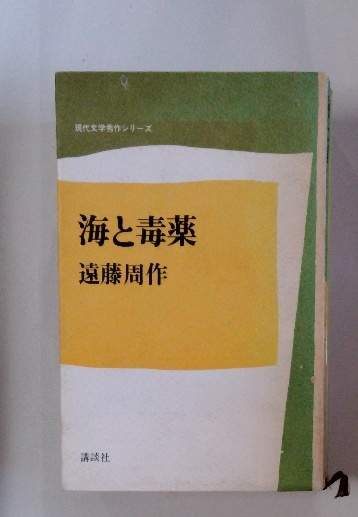 現代文学秀作シリーズ
海と毒薬
遠藤周作
講談社